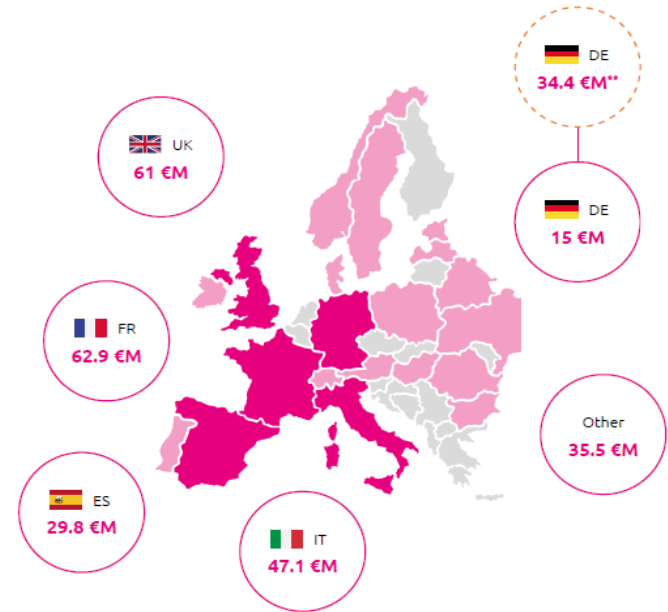 DE
34.4 €M**
UK
61 €M
DE
15 €M
FR
62.9 €M
Other
35.5 €M
ES
29.8 €M
IT
47.1 €M